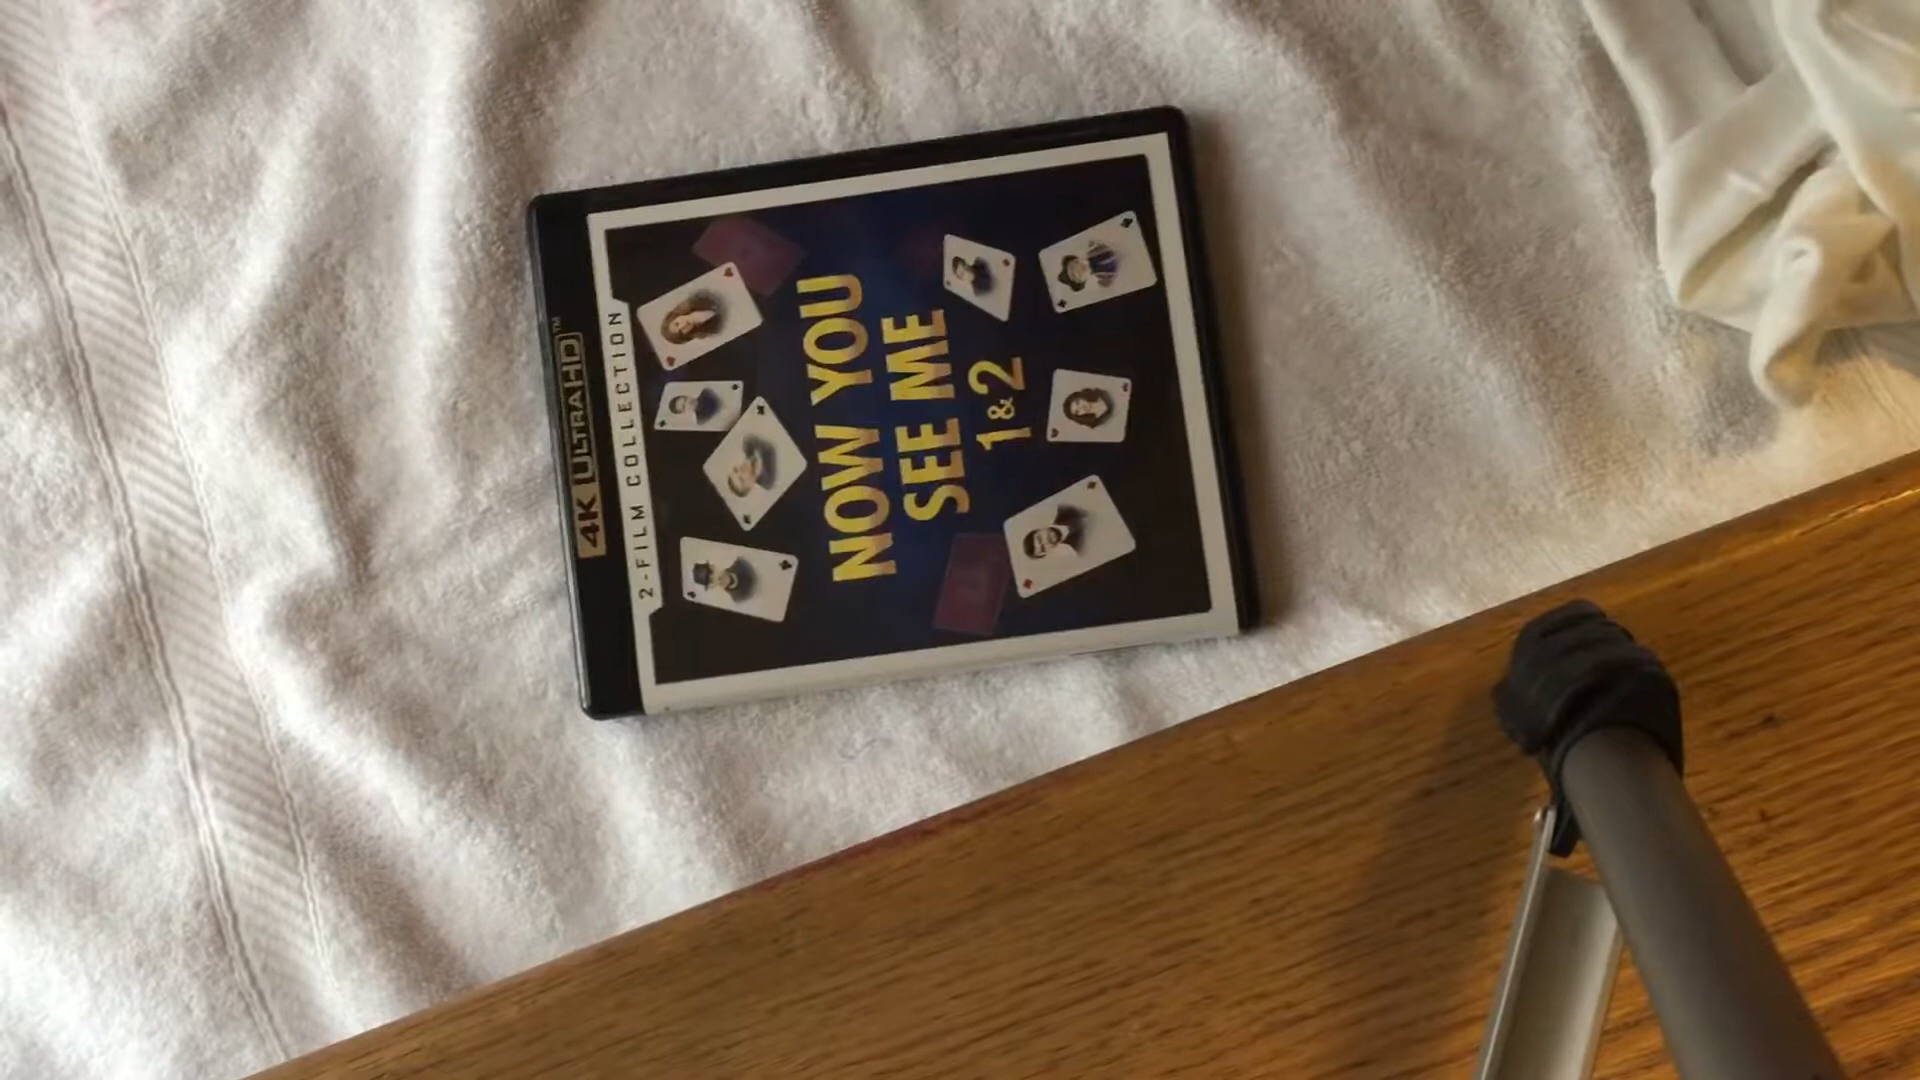 4K ULTRAHD™
2-FILM COLLECTION
NOW YOU
SEE ME
1&2